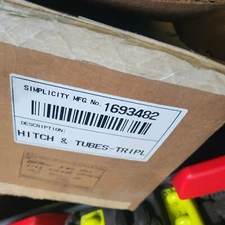 SIMPLICITY MFG No. 1693482
DESCRIPTION:
HITCH & TUBES-TRIPL